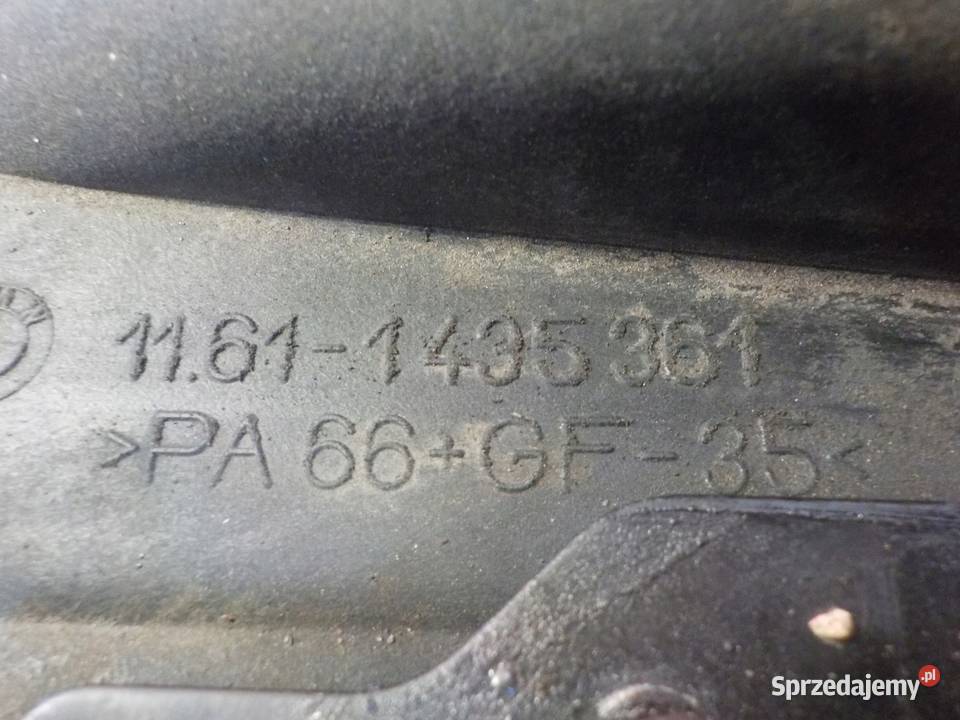 11.61-1435361
>PA 66+GF-35<
Sprzedajemy.pl